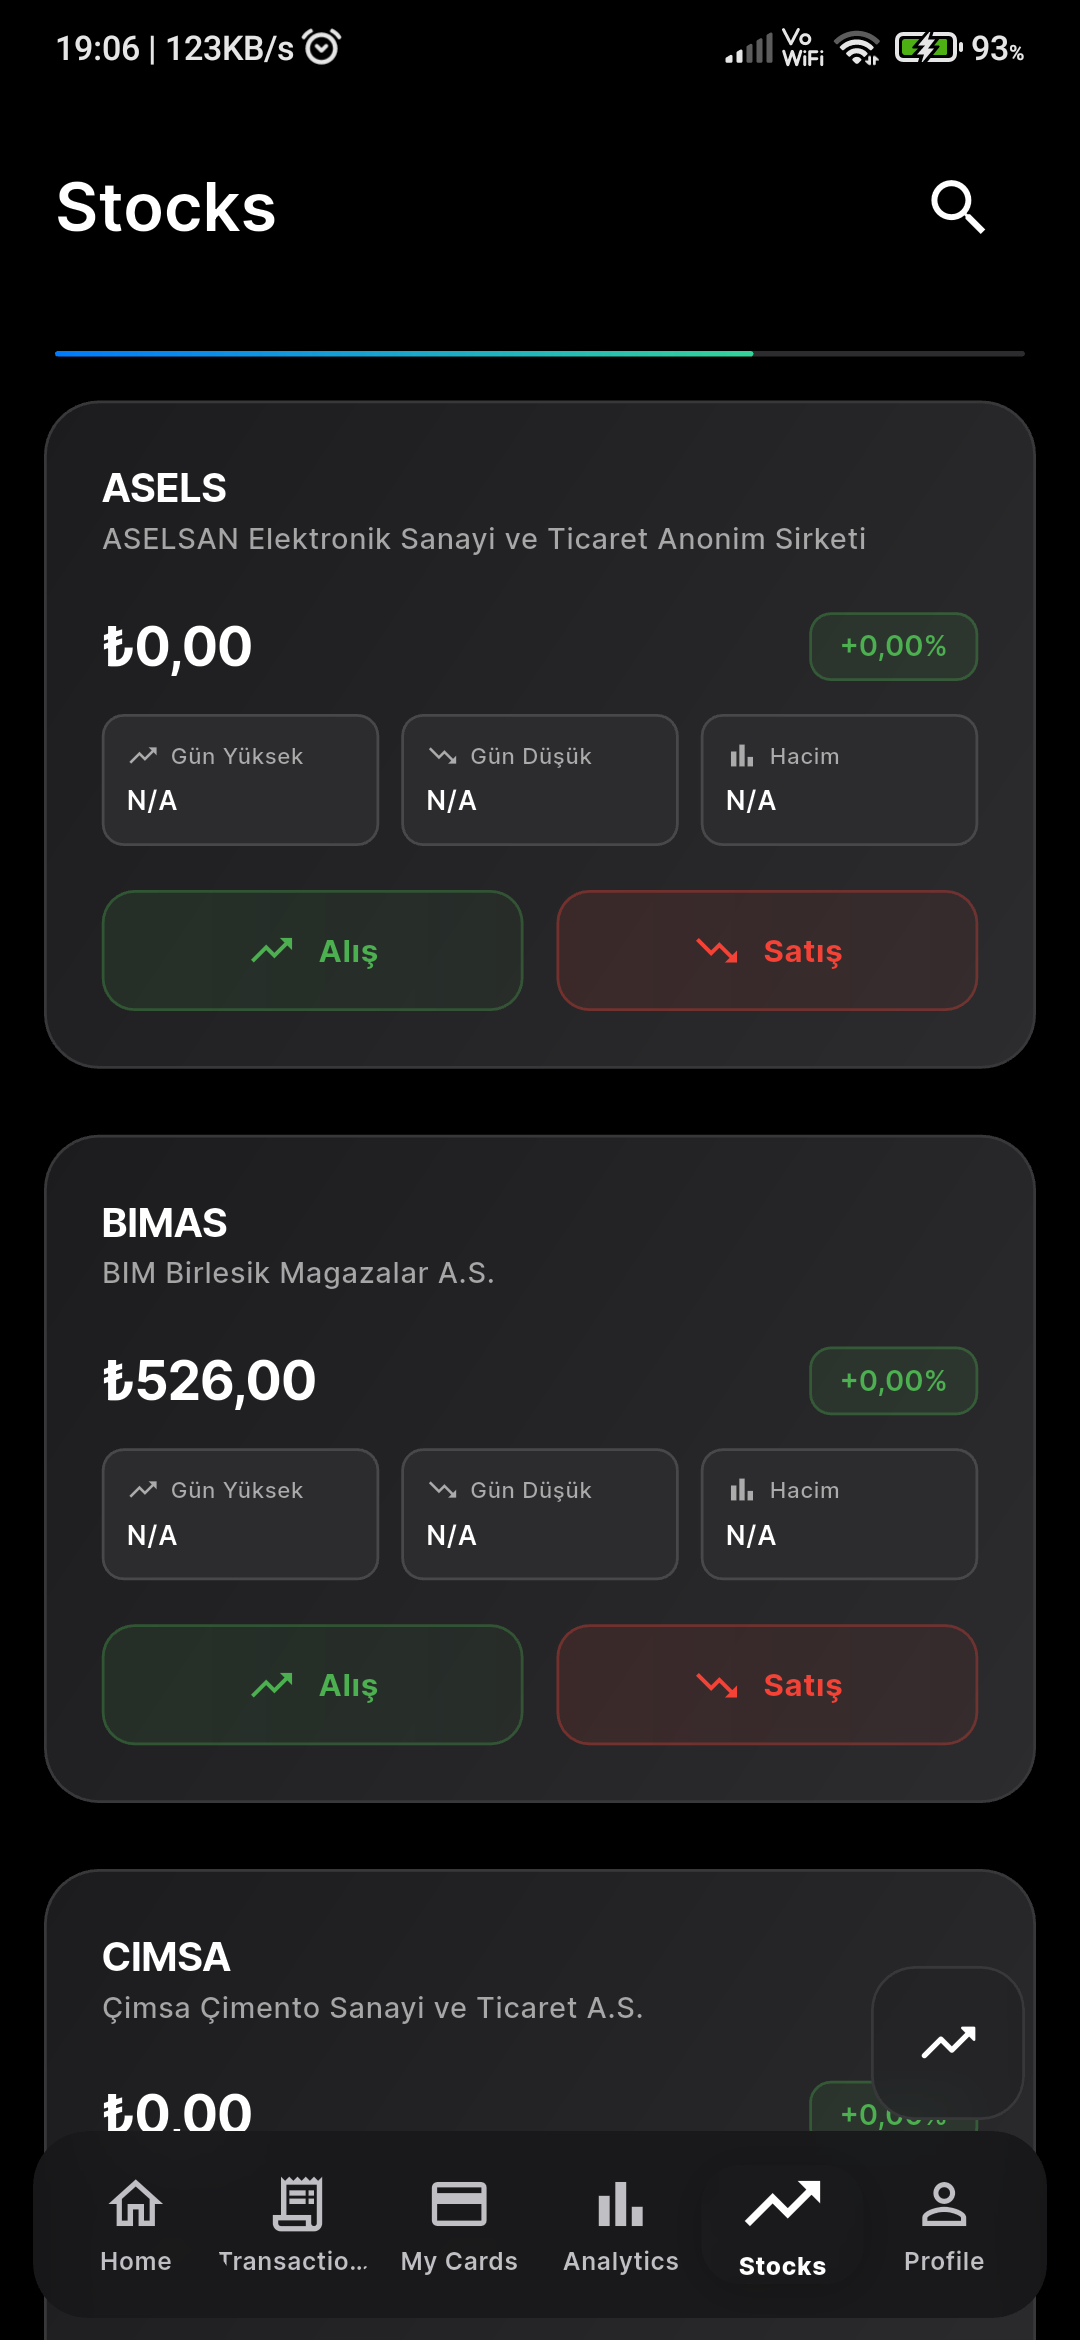 19:06 | 123KB/s Vo WiFi 93%
Stocks
ASELS
ASELSAN Elektronik Sanayi ve Ticaret Anonim Sirketi
₺0,00 +0,00%
Gün Yüksek Gün Düşük Hacim
N/A N/A N/A
Alış Satış
BIMAS
BIM Birlesik Magazalar A.S.
₺526,00 +0,00%
Gün Yüksek Gün Düşük Hacim
N/A N/A N/A
Alış Satış
CIMSA
Çimsa Çimento Sanayi ve Ticaret A.S.
₺0,00 +0,00%
Home Transactio... My Cards Analytics Stocks Profile